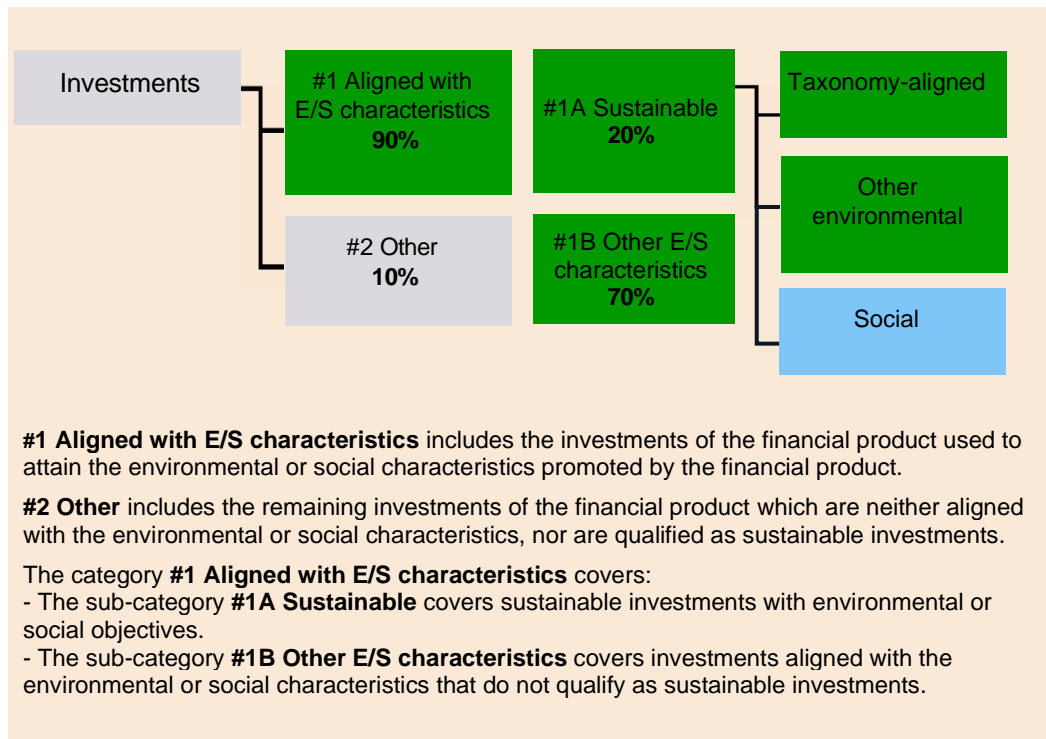 Investments
#1 Aligned with
E/S characteristics
90%
#2 Other
10%
#1A Sustainable
20%
#1B Other E/S
characteristics
70%
Taxonomy-aligned
Other
environmental
Social
#1 Aligned with E/S characteristics includes the investments of the financial product used to
attain the environmental or social characteristics promoted by the financial product.
#2 Other includes the remaining investments of the financial product which are neither aligned
with the environmental or social characteristics, nor are qualified as sustainable investments.
The category #1 Aligned with E/S characteristics covers:
- The sub-category #1A Sustainable covers sustainable investments with environmental or
social objectives.
- The sub-category #1B Other E/S characteristics covers investments aligned with the
environmental or social characteristics that do not qualify as sustainable investments.